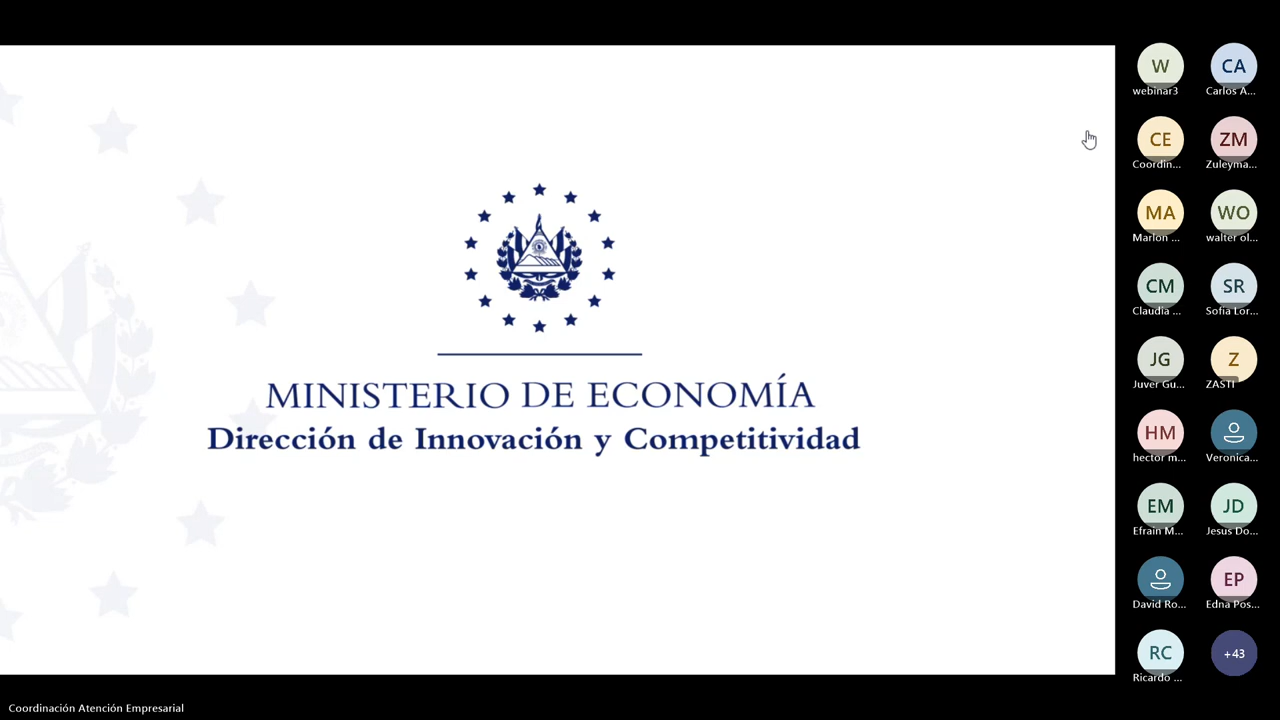 MINISTERIO DE ECONOMÍA
Dirección de Innovación y Competitividad
W
webinar3
CA
Carlos A...
CE
Coordin...
ZM
Zuleyma...
MA
Marlon ...
WO
walter ol...
CM
Claudia ...
SR
Sofia Lor...
JG
Juver Gu...
Z
ZASTI
HM
hector m...
Veronica...
EM
Efrain M...
JD
Jesus Do...
David Ro...
EP
Edna Pos...
RC
Ricardo ...
+43
Coordinación Atención Empresarial